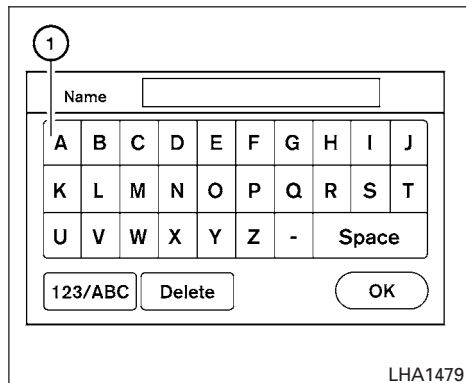 1
Name
A B C D E F G H I J
K L M N O P Q R S T
U V W X Y Z - Space
123/ABC Delete OK
LHA1479